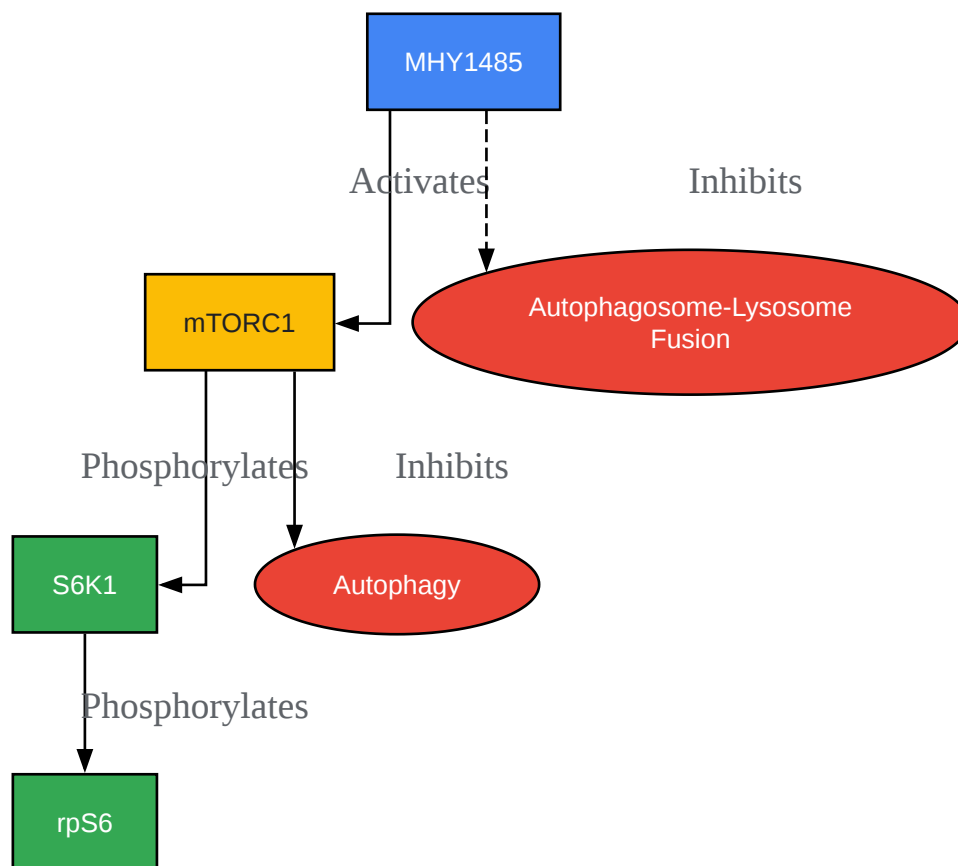 MHY1485
Activates
Inhibits
mTORC1
Autophagosome-Lysosome
Fusion
Phosphorylates
Inhibits
S6K1
Autophagy
Phosphorylates
rpS6